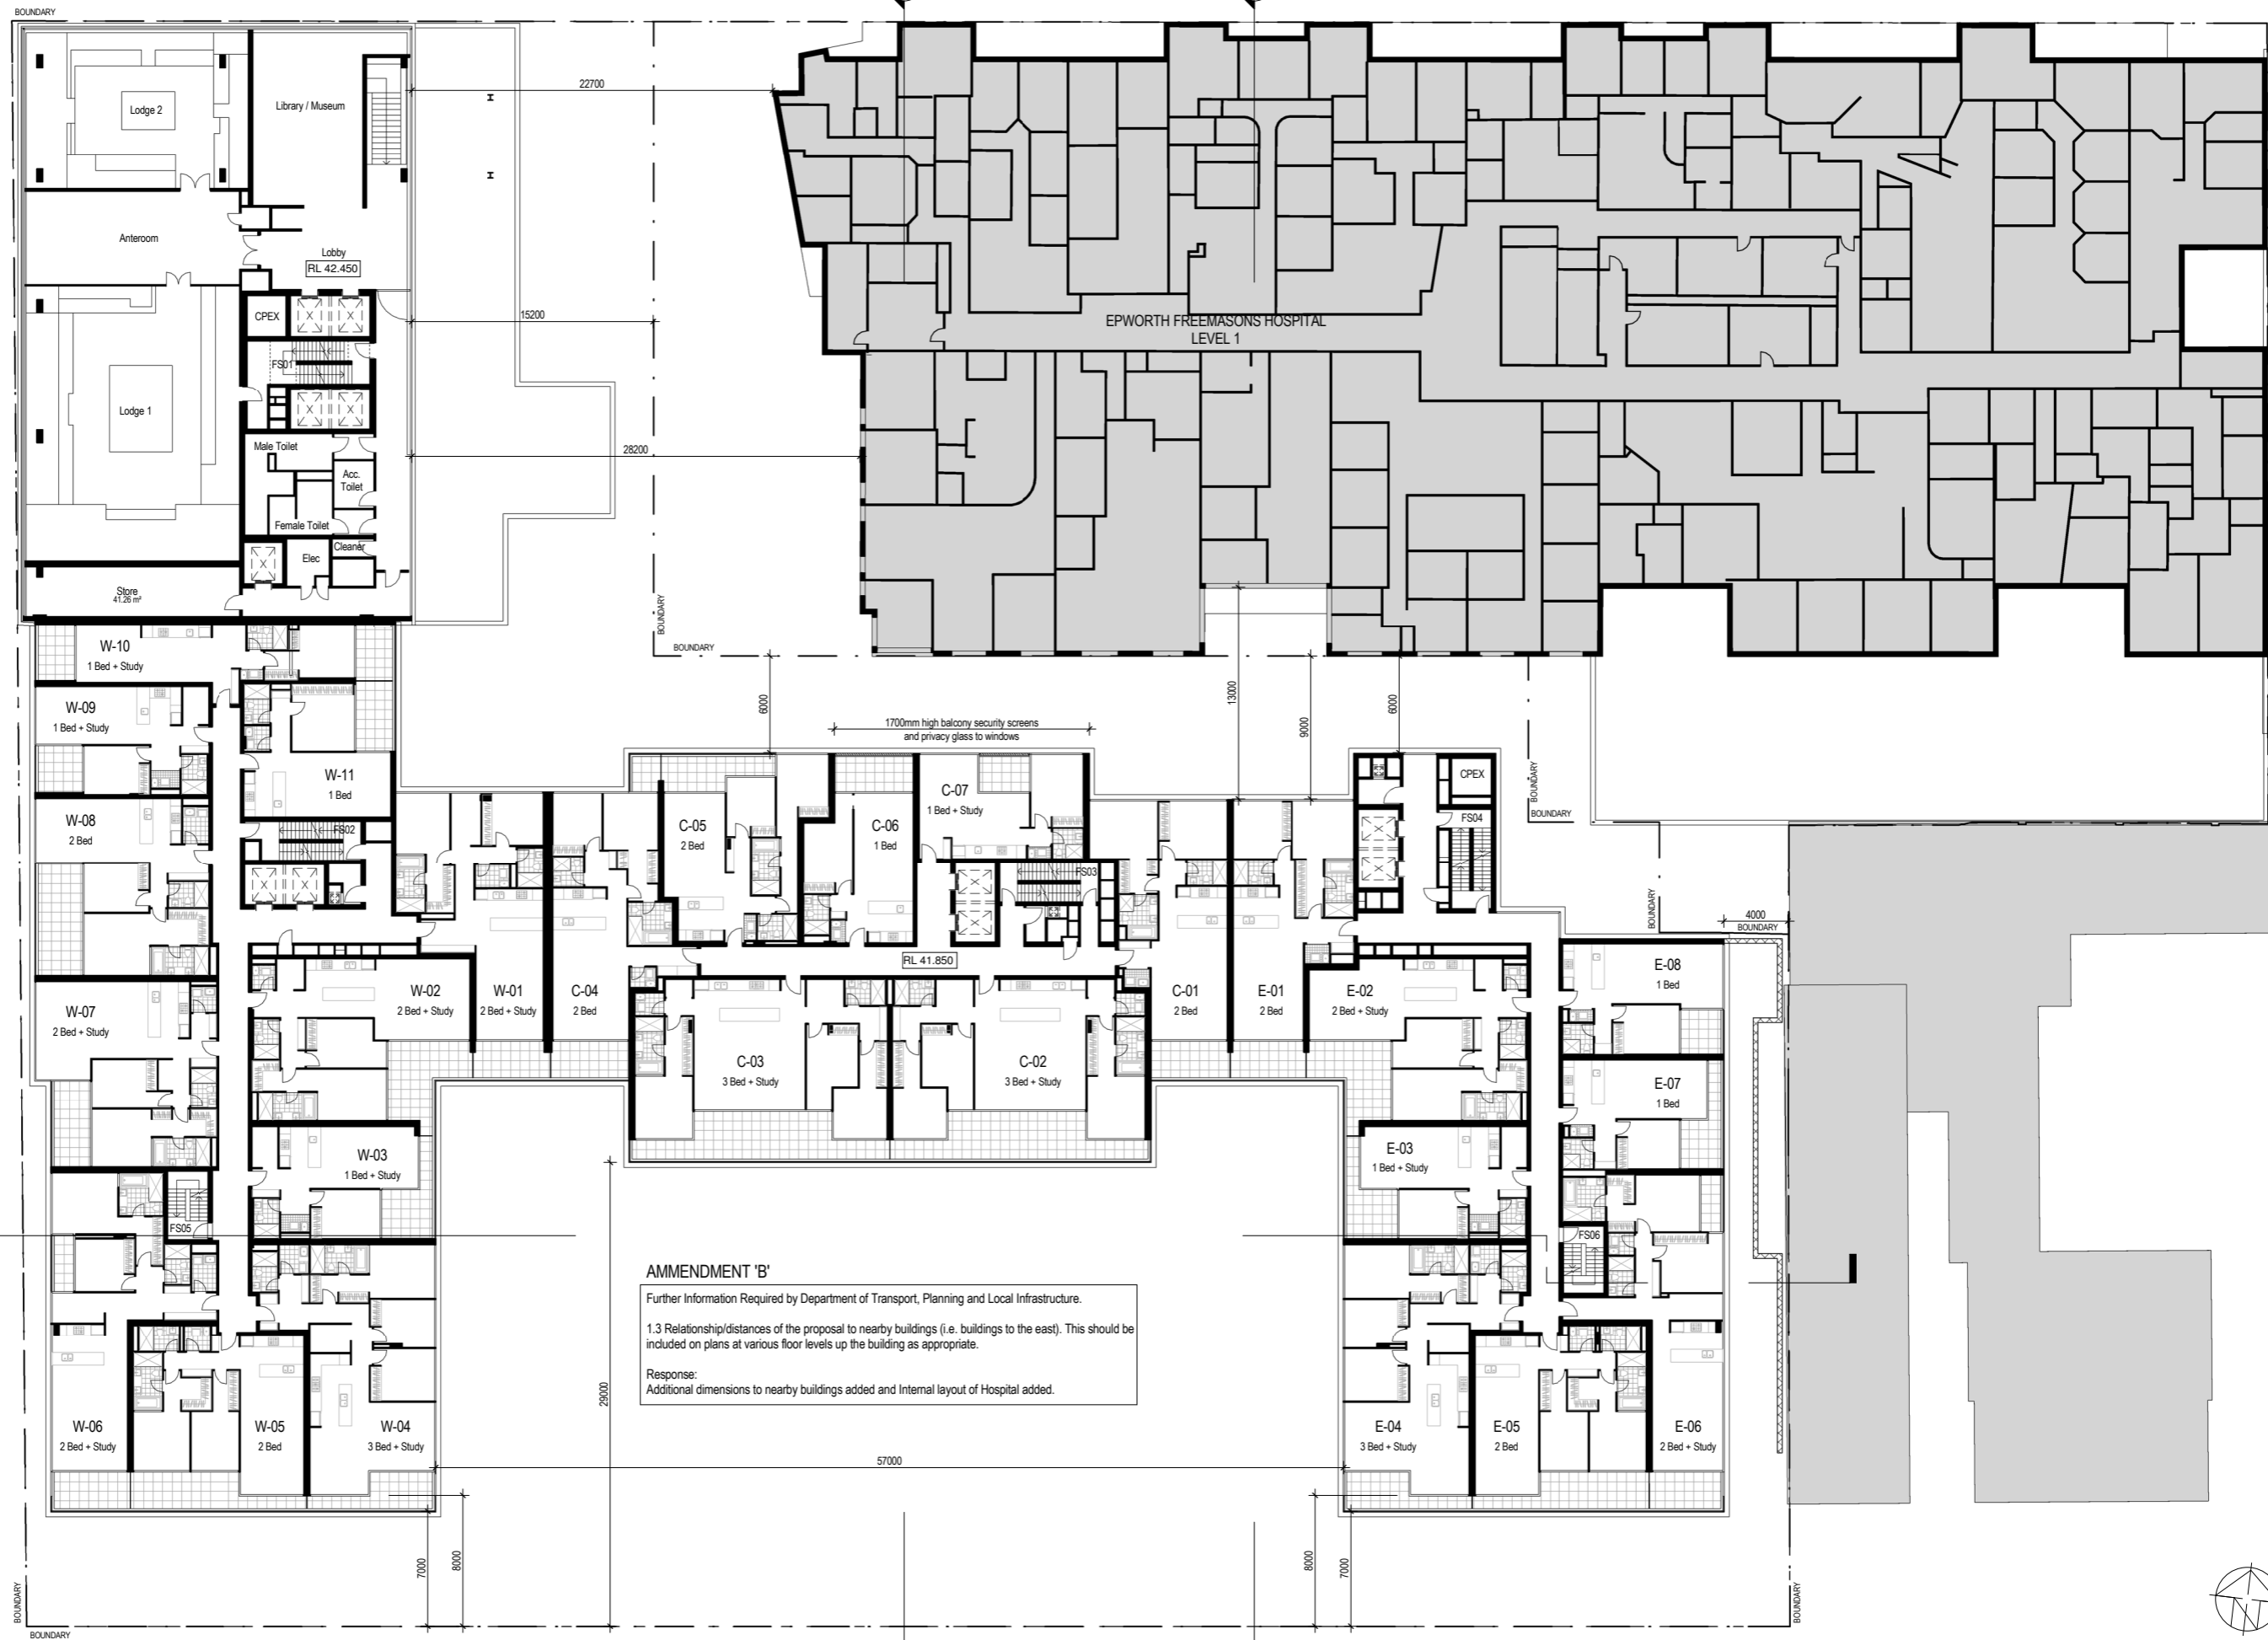 BOUNDARY
Lodge 2
Library / Museum
22700
Anteroom
Lobby
RL 42.450
CPEX
15200
EPWORTH FREEMASONS HOSPITAL
LEVEL 1
FS01
Lodge 1
28200
Male Toilet
Acc.
Toilet
Female Toilet
Cleaner
Elec
Store
41.26 m²
BOUNDARY
BOUNDARY
W-10
1 Bed + Study
W-09
1 Bed + Study
6000
13000
9000
6000
1700mm high balcony security screens
and privacy glass to windows
W-11
1 Bed
C-07
1 Bed + Study
CPEX
BOUNDARY
BOUNDARY
W-08
2 Bed
FS02
C-05
2 Bed
C-06
1 Bed
FS04
FS03
BOUNDARY
4000
BOUNDARY
RL 41.850
W-07
2 Bed + Study
W-02
2 Bed + Study
W-01
2 Bed + Study
C-04
2 Bed
C-01
2 Bed
E-01
2 Bed
E-02
2 Bed + Study
E-08
1 Bed
C-03
3 Bed + Study
C-02
3 Bed + Study
E-07
1 Bed
W-03
1 Bed + Study
E-03
1 Bed + Study
FS05
FS06
AMMENDMENT 'B'
Further Information Required by Department of Transport, Planning and Local Infrastructure.
1.3 Relationship/distances of the proposal to nearby buildings (i.e. buildings to the east). This should be
included on plans at various floor levels up the building as appropriate.
Response:
Additional dimensions to nearby buildings added and Internal layout of Hospital added.
29000
W-06
2 Bed + Study
W-05
2 Bed
W-04
3 Bed + Study
E-04
3 Bed + Study
E-05
2 Bed
E-06
2 Bed + Study
57000
7000
8000
8000
7000
BOUNDARY
BOUNDARY
BOUNDARY
N